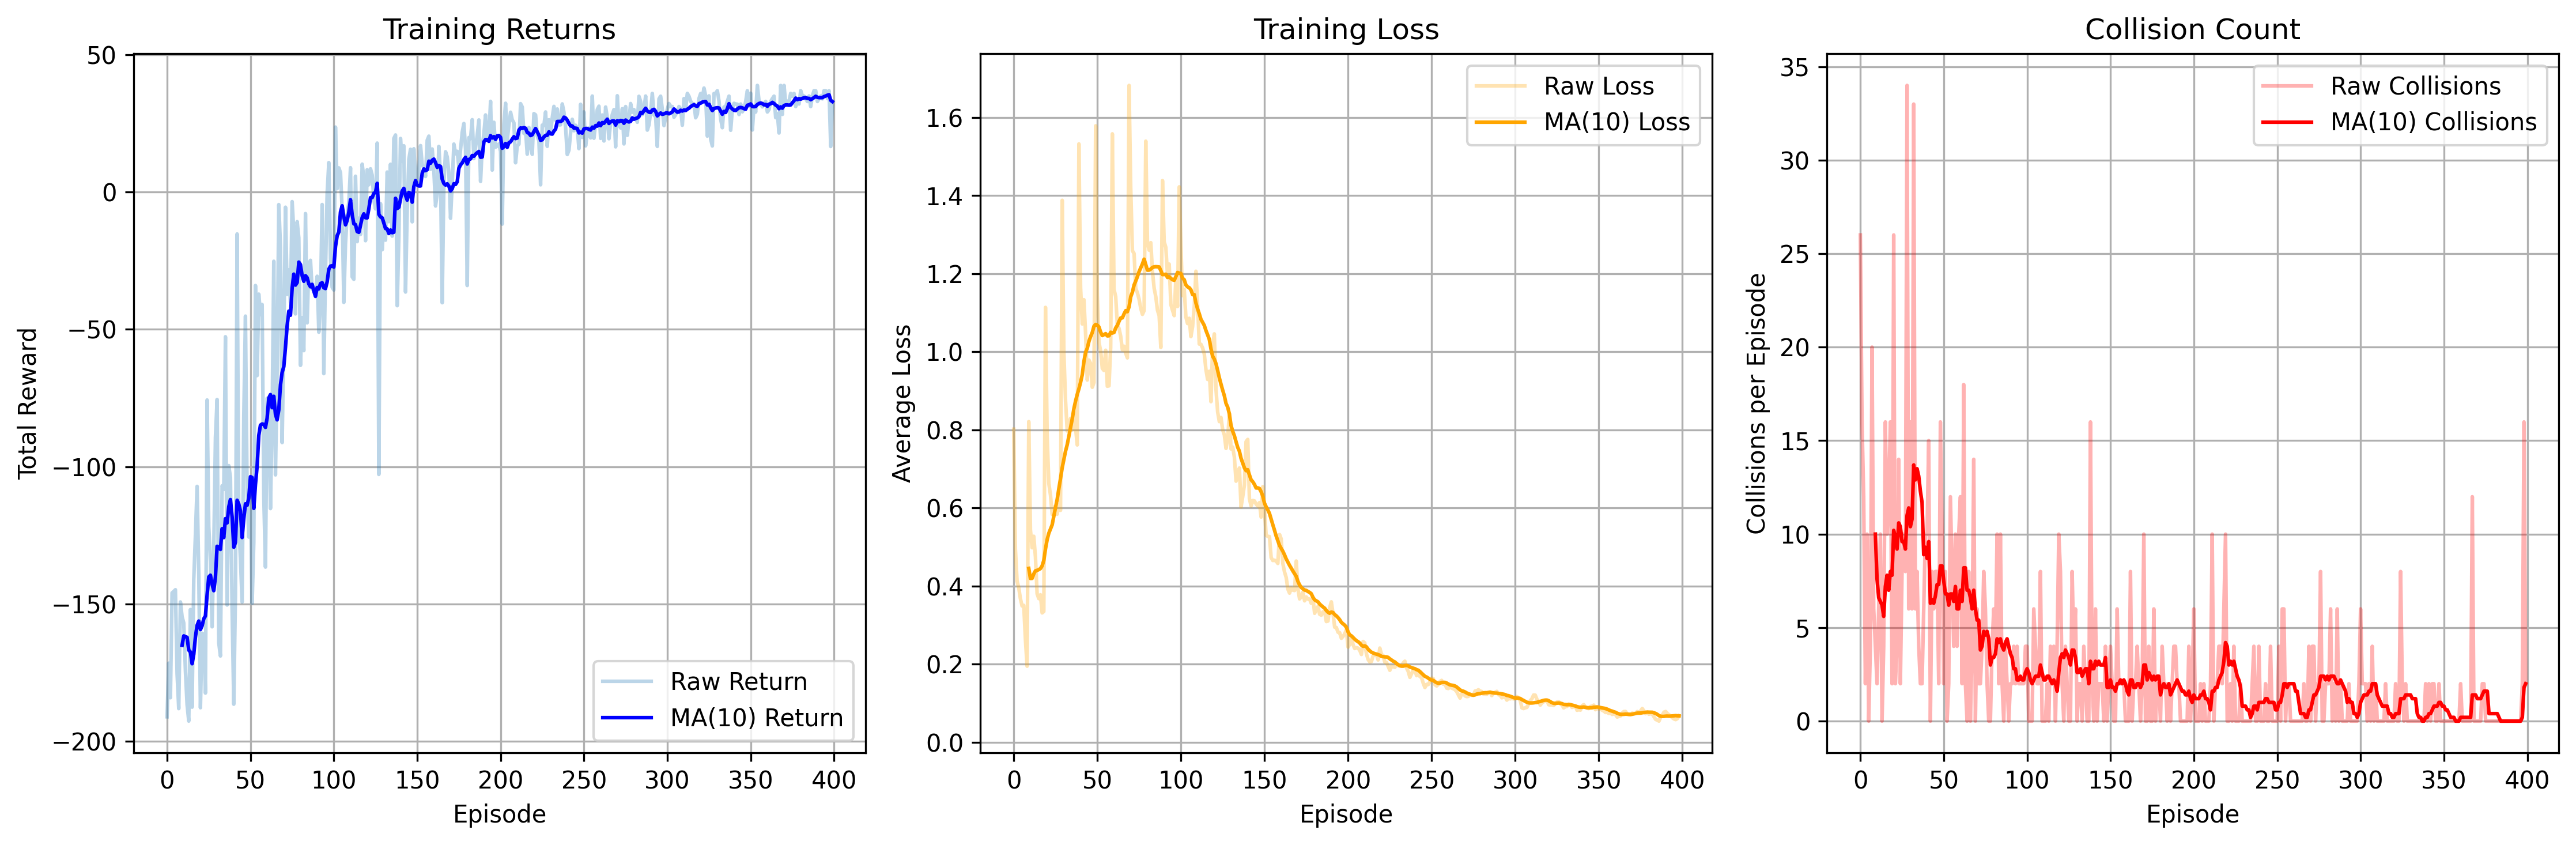 Training Returns
Total Reward
50
0
−50
−100
−150
−200
0 50 100 150 200 250 300 350 400
Episode
Raw Return
MA(10) Return
Training Loss
Average Loss
1.6
1.4
1.2
1.0
0.8
0.6
0.4
0.2
0.0
0 50 100 150 200 250 300 350 400
Episode
Raw Loss
MA(10) Loss
Collision Count
Collisions per Episode
35
30
25
20
15
10
5
0
0 50 100 150 200 250 300 350 400
Episode
Raw Collisions
MA(10) Collisions